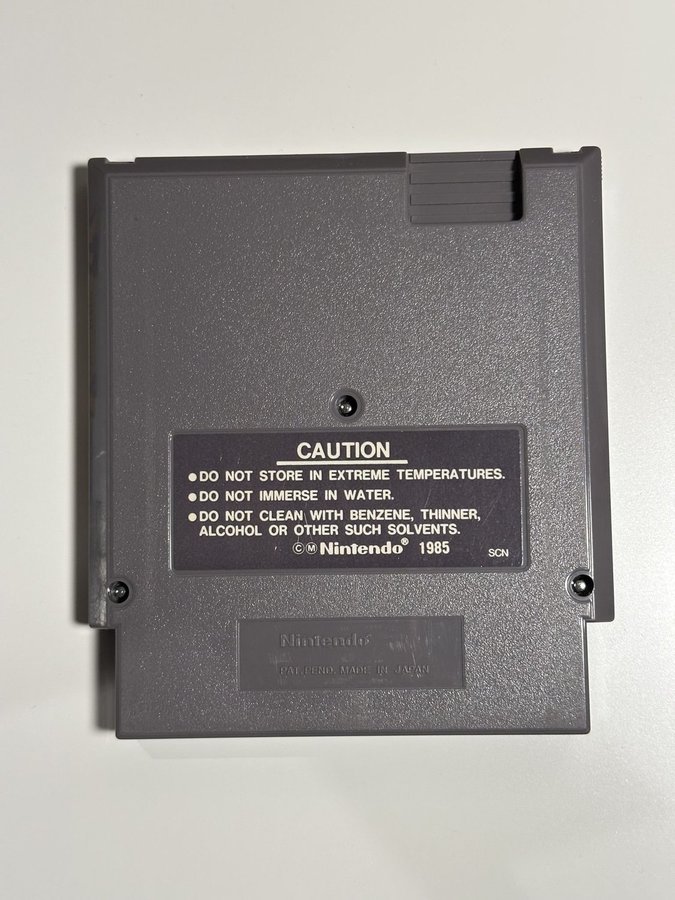 CAUTION
●DO NOT STORE IN EXTREME TEMPERATURES.
●DO NOT IMMERSE IN WATER.
●DO NOT CLEAN WITH BENZENE, THINNER,
ALCOHOL OR OTHER SUCH SOLVENTS.
ⒸⓂNintendo® 1985 SCN
Nintendo®
PAT. PEND. MADE IN JAPAN